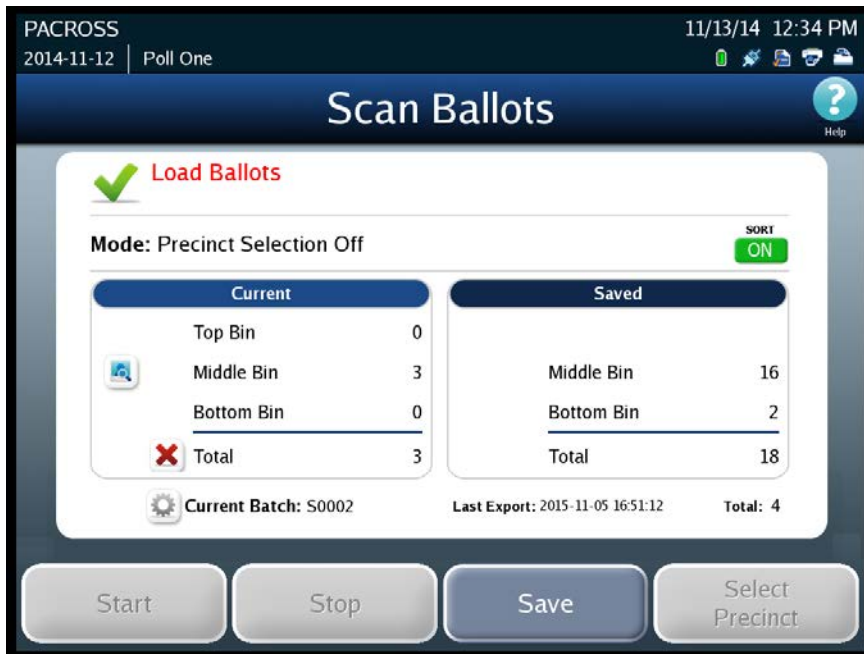 PACROSS
11/13/14 12:34 PM
2014-11-12 | Poll One
Scan Ballots
Help
Load Ballots
Mode: Precinct Selection Off
SORT
ON
Current
Top Bin 0
Middle Bin 3
Bottom Bin 0
Total 3
Saved
Middle Bin 16
Bottom Bin 2
Total 18
Current Batch: S0002
Last Export: 2015-11-05 16:51:12
Total: 4
Start
Stop
Save
Select
Precinct